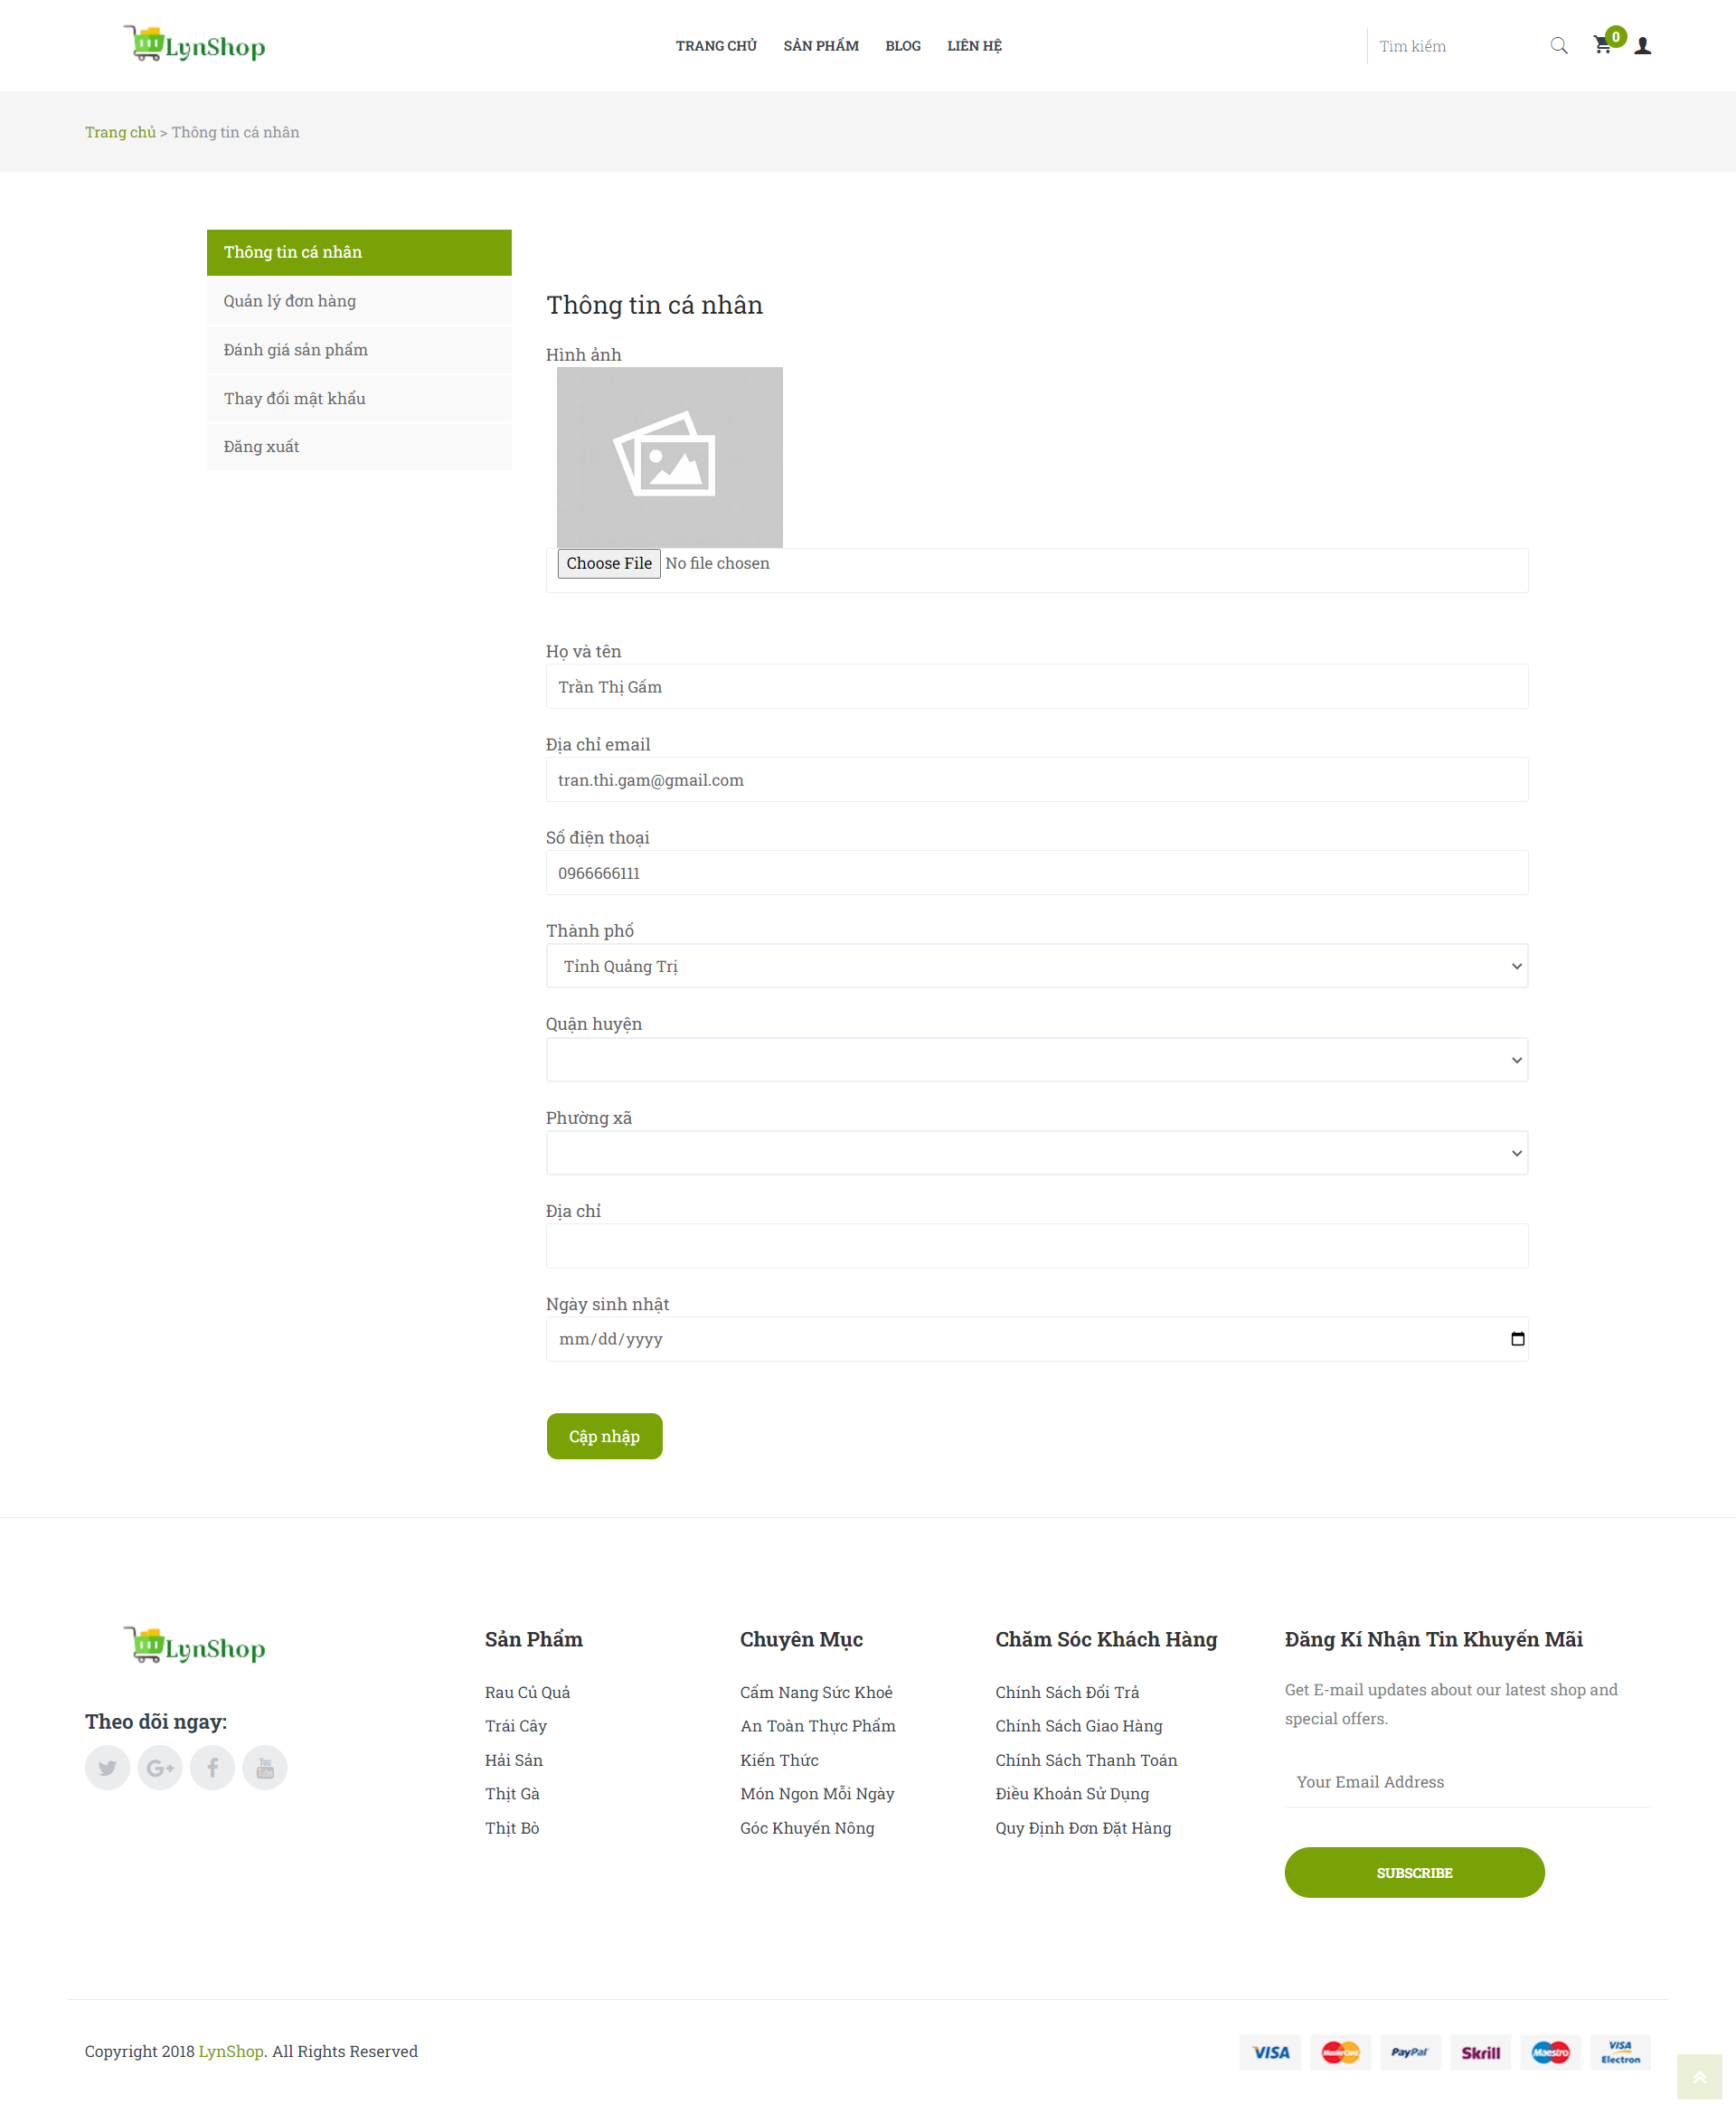 LynShop
TRANG CHỦ SẢN PHẨM BLOG LIÊN HỆ
Tìm kiếm
0
Trang chủ > Thông tin cá nhân
Thông tin cá nhân
Quản lý đơn hàng
Đánh giá sản phẩm
Thay đổi mật khẩu
Đăng xuất
Thông tin cá nhân
Hình ảnh
Choose File No file chosen
Họ và tên
Trần Thị Gấm
Địa chỉ email
tran.thi.gam@gmail.com
Số điện thoại
0966666111
Thành phố
Tỉnh Quảng Trị
Quận huyện
Phường xã
Địa chỉ
Ngày sinh nhật
mm/dd/yyyy
Cập nhập
LynShop
Theo dõi ngay:
You Tube
Sản Phẩm
Rau Củ Quả
Trái Cây
Hải Sản
Thịt Gà
Thịt Bò
Chuyên Mục
Cẩm Nang Sức Khoẻ
An Toàn Thực Phẩm
Kiến Thức
Món Ngon Mỗi Ngày
Góc Khuyến Nông
Chăm Sóc Khách Hàng
Chính Sách Đổi Trả
Chính Sách Giao Hàng
Chính Sách Thanh Toán
Điều Khoản Sử Dụng
Quy Định Đơn Đặt Hàng
Đăng Kí Nhận Tin Khuyến Mãi
Get E-mail updates about our latest shop and
special offers.
Your Email Address
SUBSCRIBE
Copyright 2018 LynShop. All Rights Reserved
VISA MasterCard PayPal Skrill Maestro VISA Electron